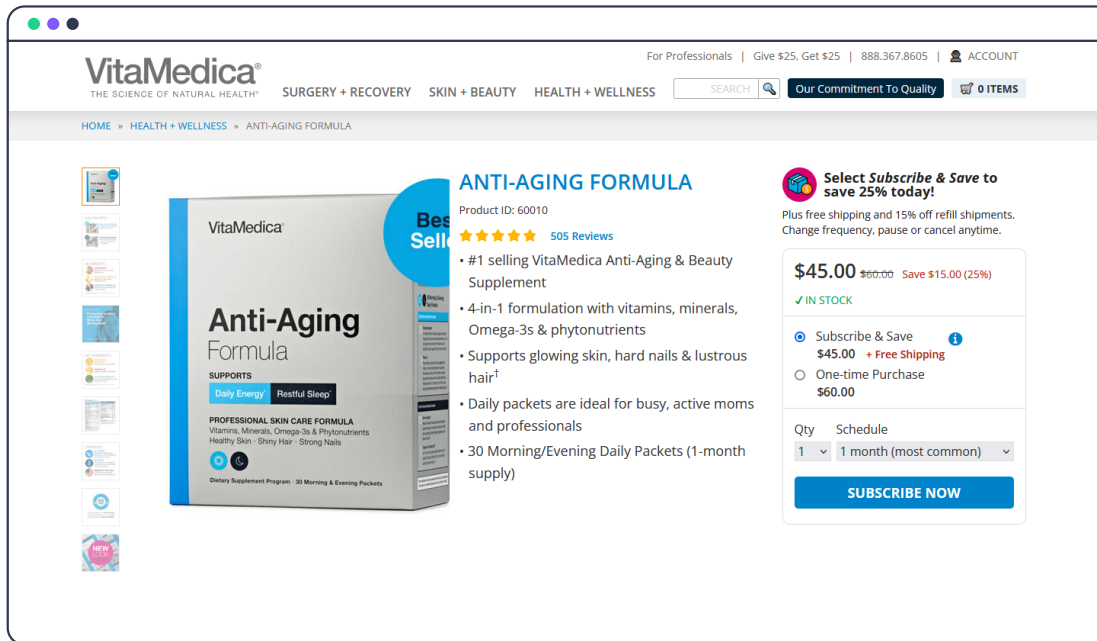 For Professionals | Give $25, Get $25 | 888.367.8605 | ACCOUNT
VitaMedica®
THE SCIENCE OF NATURAL HEALTH®
SURGERY + RECOVERY SKIN + BEAUTY HEALTH + WELLNESS SEARCH Our Commitment To Quality 0 ITEMS
HOME » HEALTH + WELLNESS » ANTI-AGING FORMULA
VitaMedica®
Bes
Selle
Anti-Aging
Formula
SUPPORTS
Daily Energy* Restful Sleep*
PROFESSIONAL SKIN CARE FORMULA
Vitamins, Minerals, Omega-3s & Phytonutrients
Healthy Skin · Shiny Hair · Strong Nails
Dietary Supplement Program · 30 Morning & Evening Packets
NEW
LOOK
ANTI-AGING FORMULA
Product ID: 60010
505 Reviews
• #1 selling VitaMedica Anti-Aging & Beauty
Supplement
• 4-in-1 formulation with vitamins, minerals,
Omega-3s & phytonutrients
• Supports glowing skin, hard nails & lustrous
hair†
• Daily packets are ideal for busy, active moms
and professionals
• 30 Morning/Evening Daily Packets (1-month
supply)
Select Subscribe & Save to
save 25% today!
Plus free shipping and 15% off refill shipments.
Change frequency, pause or cancel anytime.
$45.00 $60.00 Save $15.00 (25%)
✓ IN STOCK
Subscribe & Save
$45.00 + Free Shipping
One-time Purchase
$60.00
Qty Schedule
1 1 month (most common)
SUBSCRIBE NOW